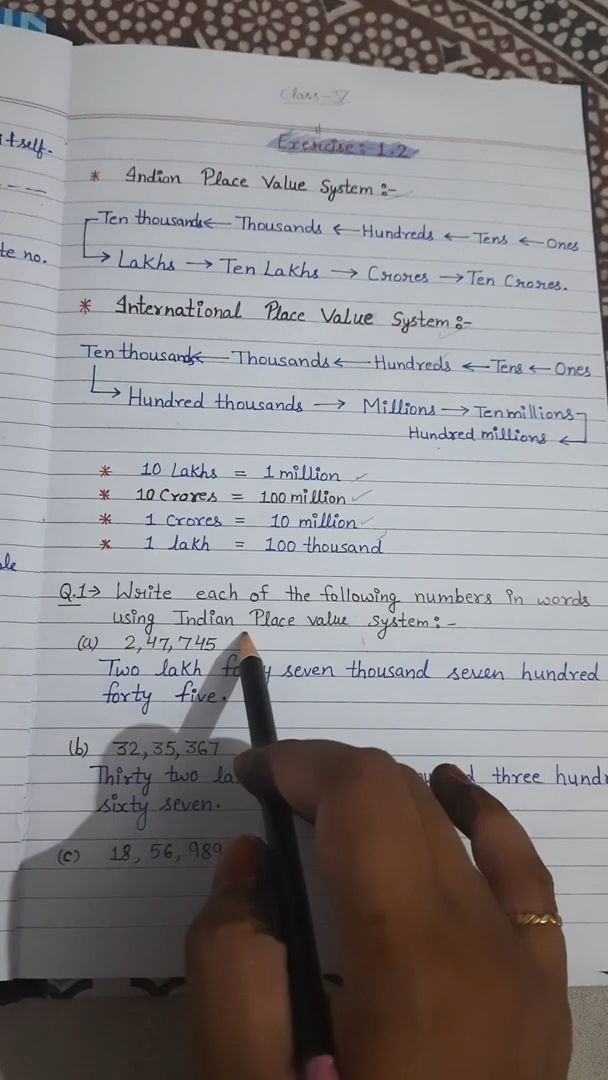 Class-V
Exercise:-1.2
itself.
* Indian Place Value System:-
Ten thousands ← Thousands ← Hundreds ← Tens ← Ones
te no.
→ Lakhs → Ten Lakhs → Crores → Ten Crores.
* International Place Value System:-
Ten thousands ← Thousands ← Hundreds ← Tens ← Ones
→ Hundred thousands → Millions → Ten millions
Hundred millions ←
* 10 Lakhs = 1 million ✓
* 10 Crores = 100 million ✓
* 1 Crores = 10 million ✓
* 1 lakh = 100 thousand
Q.1→ Write each of the following numbers in words
using Indian Place value system:-
(a) 2,47,745
Two lakh seven thousand seven hundred
forty five.
(b) 32,35,367
Thirty two three
sixty seven.
(c) 18, 56, 989